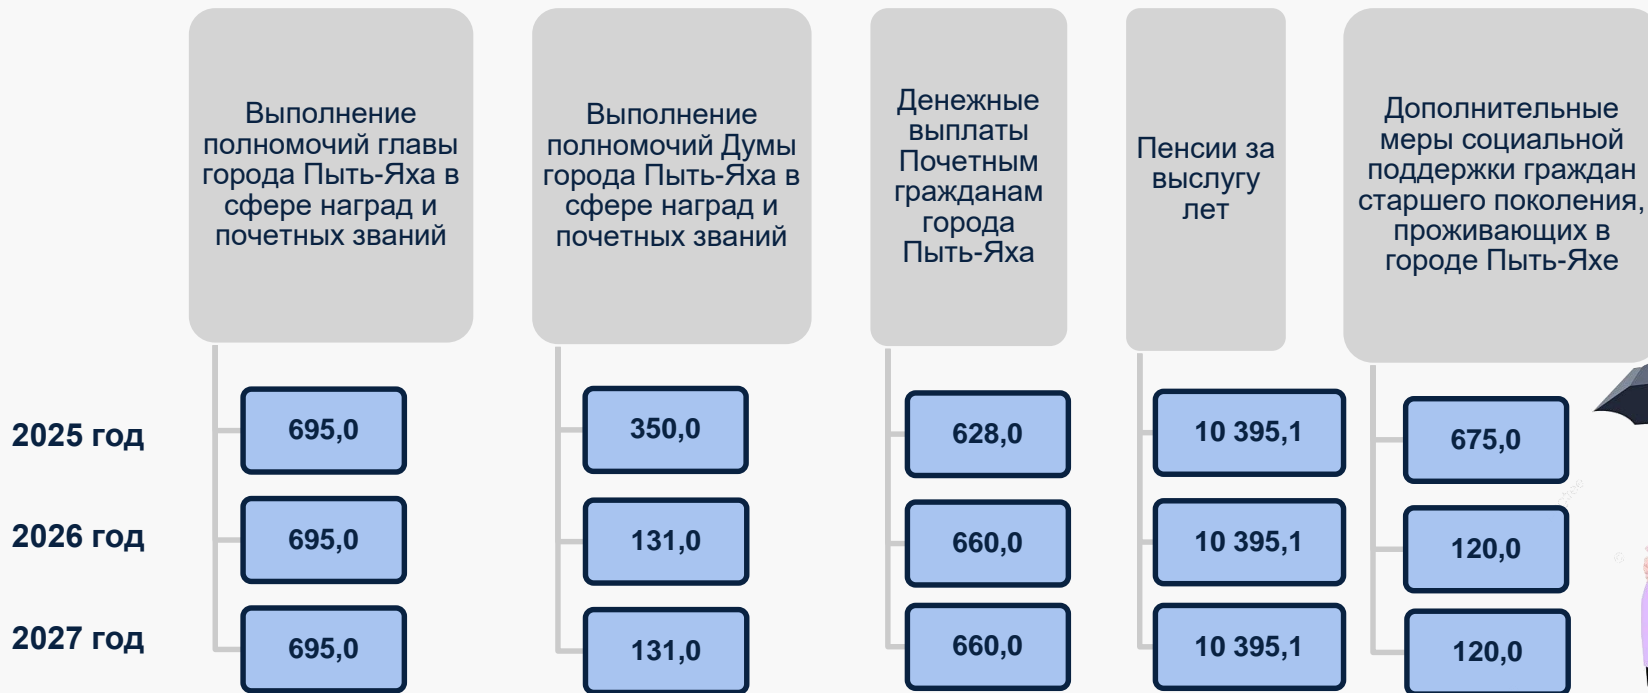 Выполнение
полномочий главы
города Пыть-Яха в
сфере наград и
почетных званий
Выполнение
полномочий Думы
города Пыть-Яха в
сфере наград и
почетных званий
Денежные
выплаты
Почетным
гражданам
города
Пыть-Яха
Пенсии за
выслугу
лет
Дополнительные
меры социальной
поддержки граждан
старшего поколения,
проживающих в
городе Пыть-Яхе
2025 год
695,0
350,0
628,0
10 395,1
675,0
2026 год
695,0
131,0
660,0
10 395,1
120,0
2027 год
695,0
131,0
660,0
10 395,1
120,0